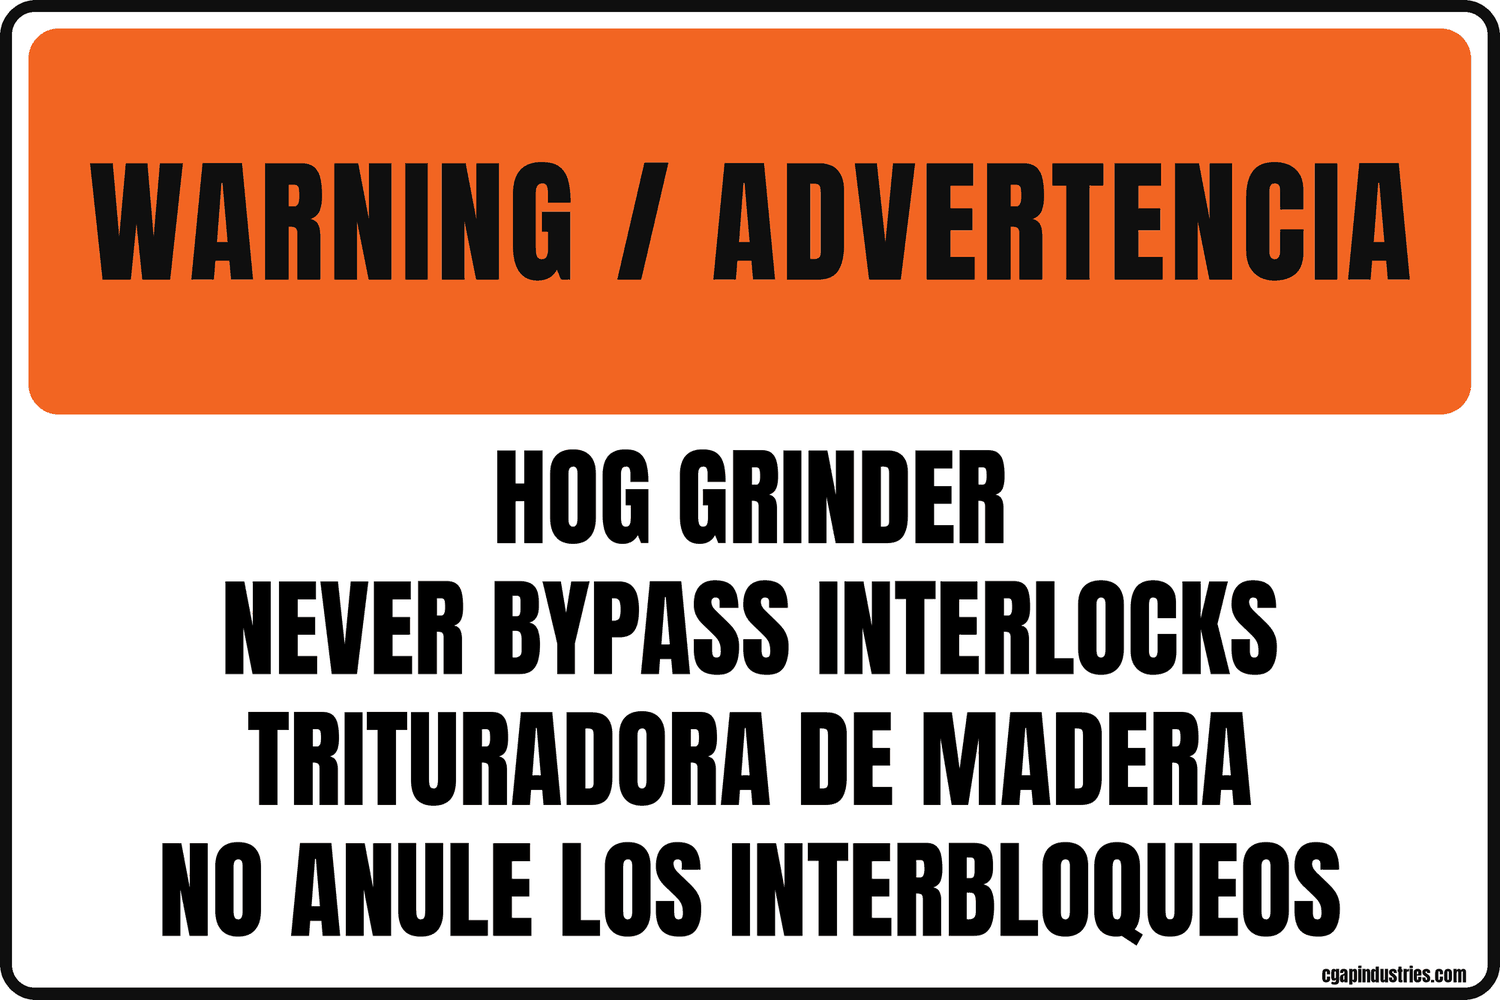 WARNING / ADVERTENCIA
HOG GRINDER
NEVER BYPASS INTERLOCKS
TRITURADORA DE MADERA
NO ANULE LOS INTERBLOQUEOS
cgapindustries.com